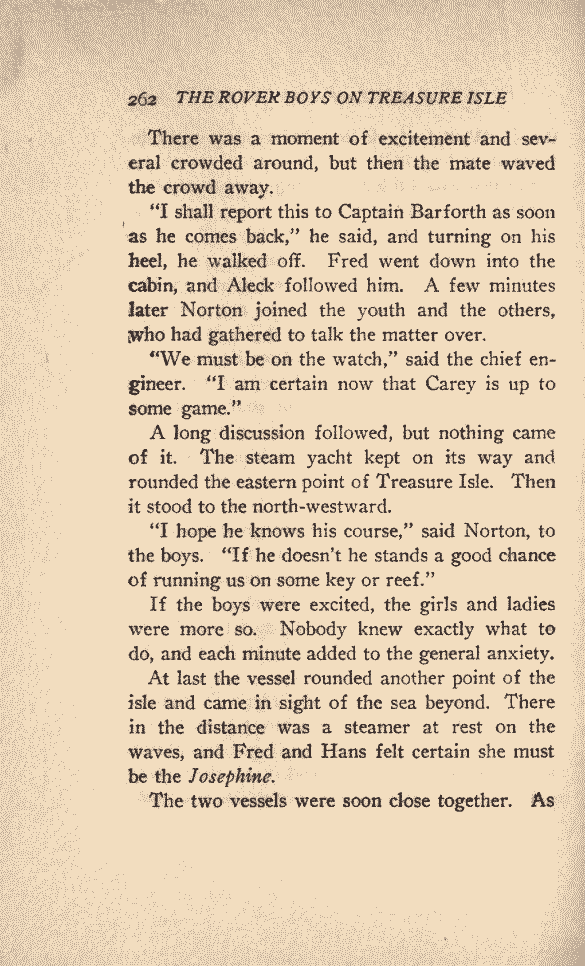 262 THE ROVER BOYS ON TREASURE ISLE
There was a moment of excitement and sev-
eral crowded around, but then the mate waved
the crowd away.
“I shall report this to Captain Barforth as soon
as he comes back,” he said, and turning on his
heel, he walked off. Fred went down into the
cabin, and Aleck followed him. A few minutes
later Norton joined the youth and the others,
who had gathered to talk the matter over.
“We must be on the watch,” said the chief en-
gineer. “I am certain now that Carey is up to
some game.”
A long discussion followed, but nothing came
of it. The steam yacht kept on its way and
rounded the eastern point of Treasure Isle. Then
it stood to the north-westward.
“I hope he knows his course,” said Norton, to
the boys. “If he doesn’t he stands a good chance
of running us on some key or reef.”
If the boys were excited, the girls and ladies
were more so. Nobody knew exactly what to
do, and each minute added to the general anxiety.
At last the vessel rounded another point of the
isle and came in sight of the sea beyond. There
in the distance was a steamer at rest on the
waves, and Fred and Hans felt certain she must
be the Josephine.
The two vessels were soon close together. As